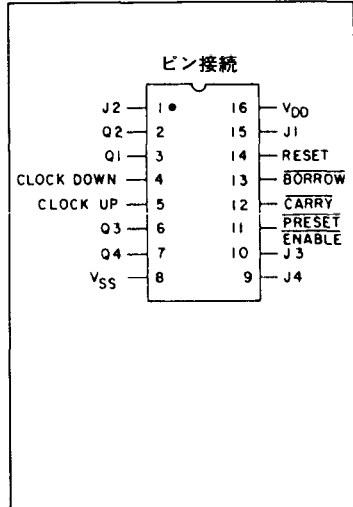 ピン接続
J2 1 16 VDD
Q2 2 15 J1
Q1 3 14 RESET
CLOCK DOWN 4 13 BORROW
CLOCK UP 5 12 CARRY
Q3 6 11 PRESET
ENABLE
Q4 7 10 J3
VSS 8 9 J4